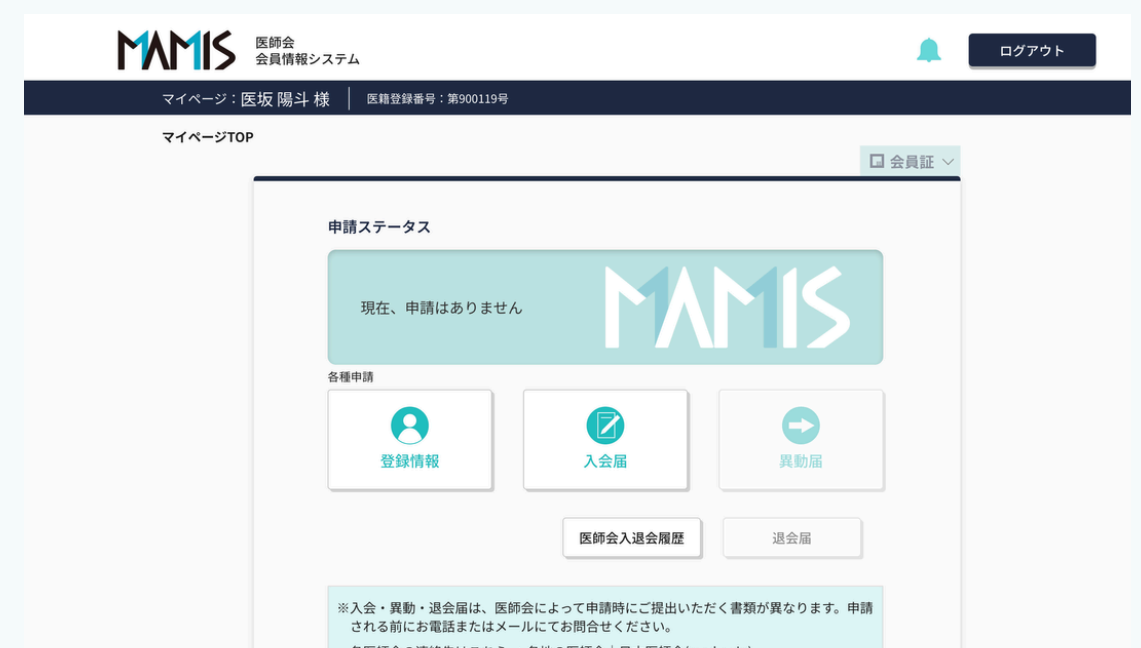 MAMIS
医師会
会員情報システム
ログアウト
マイページ：医坂 陽斗 様
医籍登録番号：第900119号
マイページTOP
会員証
申請ステータス
現在、申請はありません
MAMIS
各種申請
登録情報
入会届
異動届
医師会入退会履歴
退会届
※入会・異動・退会届は、医師会によって申請時にご提出いただく書類が異なります。申請
される前にお電話またはメールにてお問合せください。